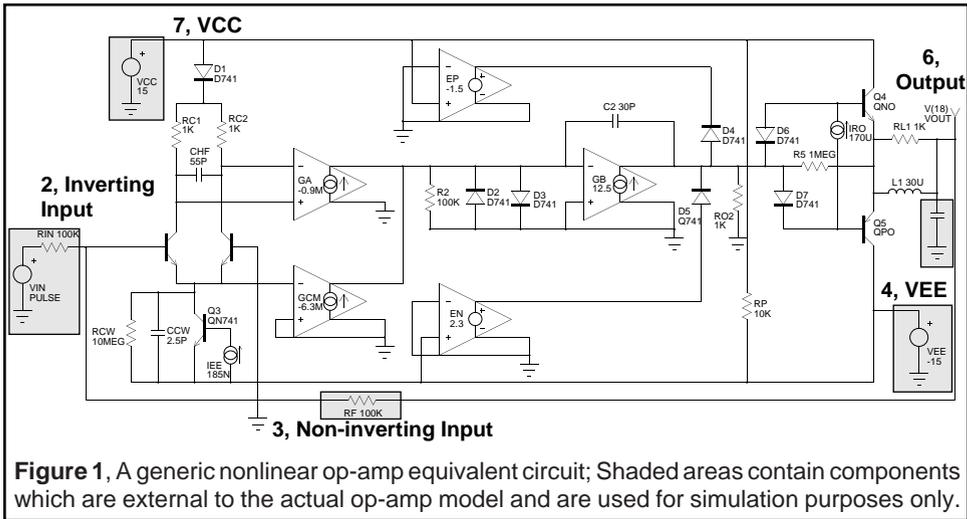 7, VCC
VCC
15
D1
D741
RC1
1K
RC2
1K
CHF
55P
2, Inverting
Input
RIN 100K
VIN
PULSE
RCW
10MEG
CCW
2.5P
Q3
QN741
IEE
185N
GA
-0.9M
GCM
-6.3M
EP
-1.5
EN
2.3
R2
100K
D2
D741
D3
D741
C2 30P
GB
12.5
D4
D741
D5
Q741
RO2
1K
D6
D741
R5 1MEG
D7
D741
RP
10K
Q4
QNO
IRO
170U
RL1 1K
L1 30U
Q5
QPO
6,
Output
V(18)
VOUT
4, VEE
VEE
-15
RF 100K
3, Non-inverting Input
Figure 1, A generic nonlinear op-amp equivalent circuit; Shaded areas contain components
which are external to the actual op-amp model and are used for simulation purposes only.